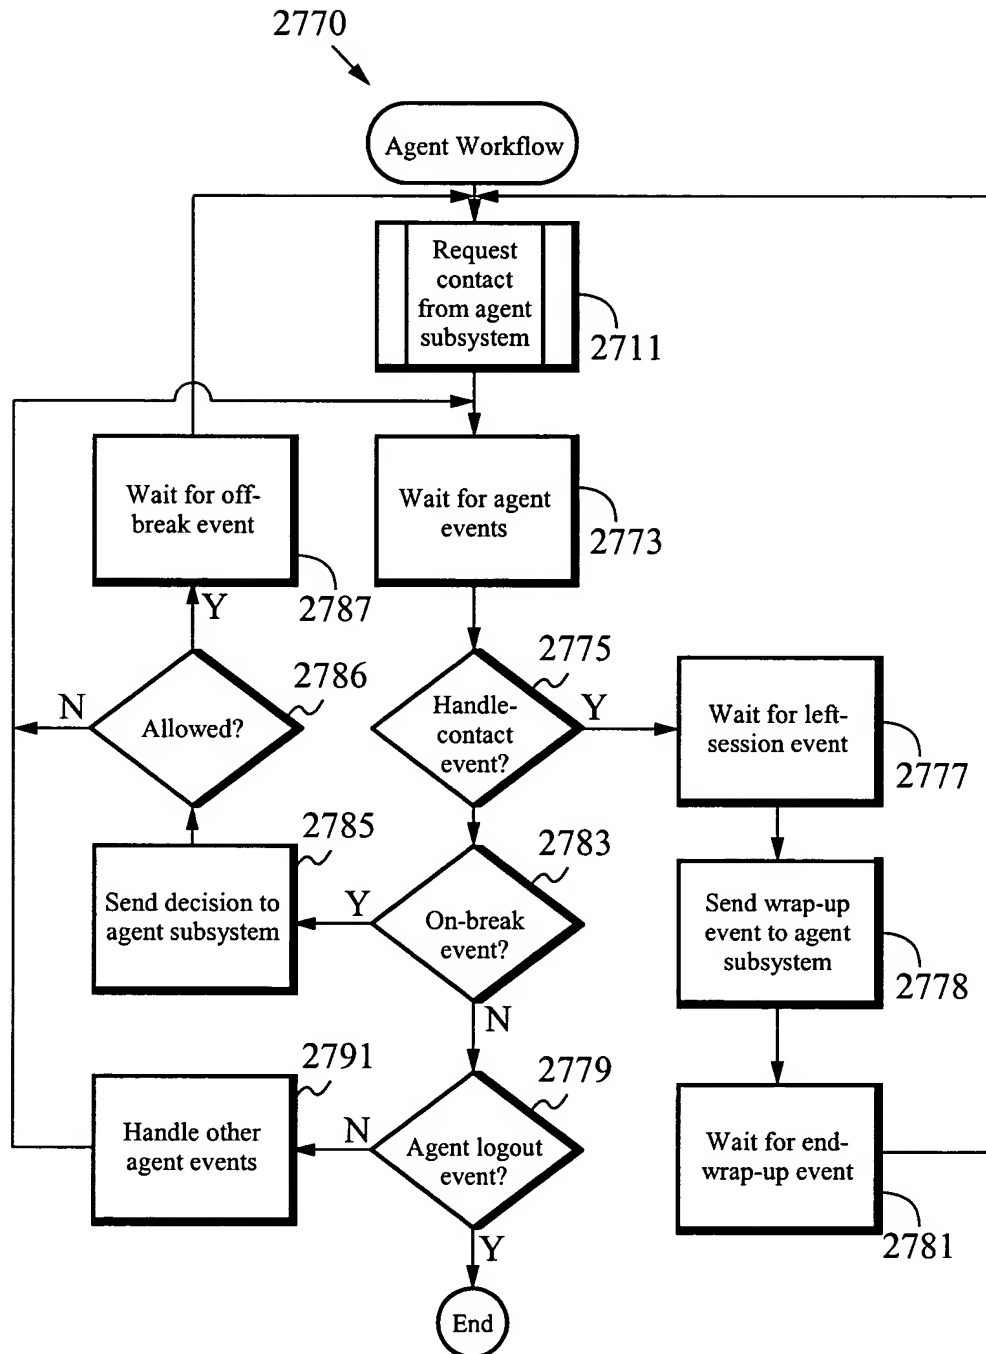 2770
Agent Workflow
Request
contact
from agent
subsystem
2711
Wait for off-
break event
2787
Wait for agent
events
2773
Y
2786
Allowed?
N
2775
Handle-
contact
event?
Y
Wait for left-
session event
2777
2785
Send decision to
agent subsystem
2783
On-break
event?
Y
N
Send wrap-up
event to agent
subsystem
2778
2791
Handle other
agent events
2779
Agent logout
event?
N
Y
Wait for end-
wrap-up event
2781
End